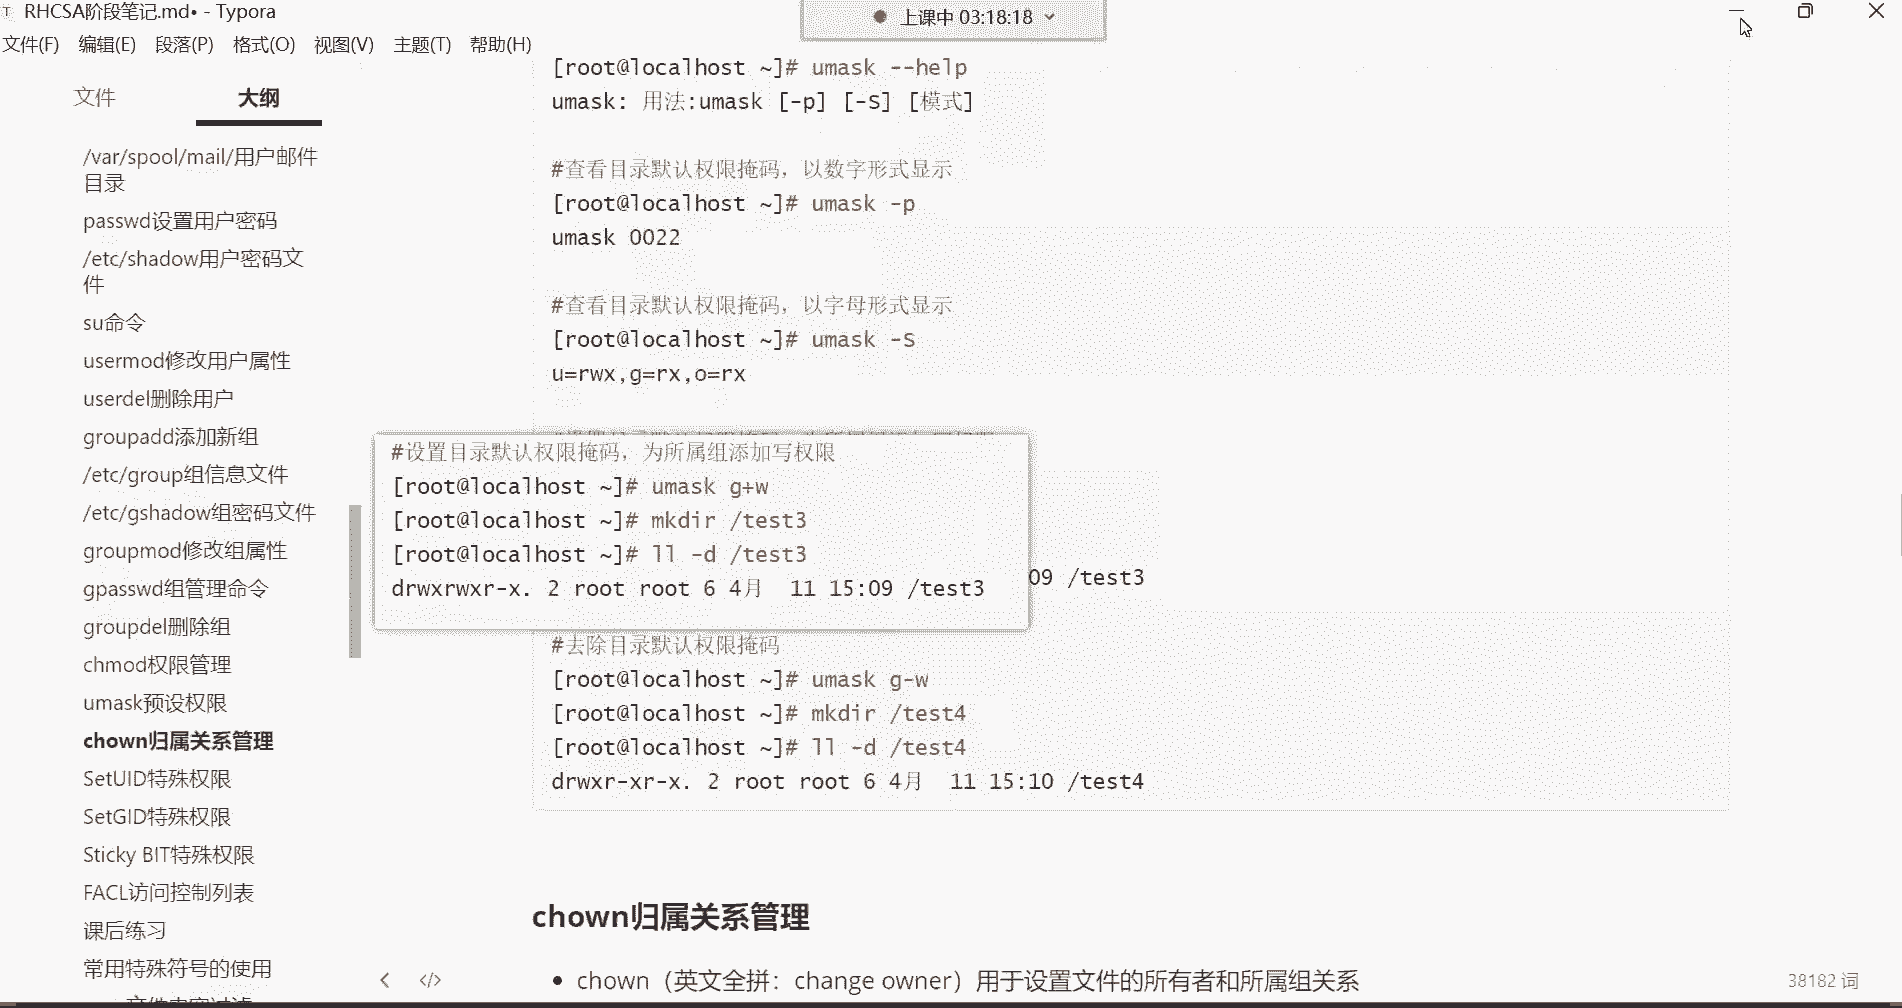 RHCSA阶段笔记.md• - Typora
上课中 03:18:18
文件(F) 编辑(E) 段落(P) 格式(O) 视图(V) 主题(T) 帮助(H)
文件 大纲
/var/spool/mail/用户邮件
目录
passwd设置用户密码
/etc/shadow用户密码文
件
su命令
usermod修改用户属性
userdel删除用户
groupadd添加新组
/etc/group组信息文件
/etc/gshadow组密码文件
groupmod修改组属性
gpasswd组管理命令
groupdel删除组
chmod权限管理
umask预设权限
chown归属关系管理
SetUID特殊权限
SetGID特殊权限
Sticky BIT特殊权限
FACL访问控制列表
课后练习
常用特殊符号的使用
[root@localhost ~]# umask --help
umask: 用法:umask [-p] [-S] [模式]
#查看目录默认权限掩码，以数字形式显示
[root@localhost ~]# umask -p
umask 0022
#查看目录默认权限掩码，以字母形式显示
[root@localhost ~]# umask -S
u=rwx,g=rx,o=rx
#设置目录默认权限掩码，为所属组添加写权限
[root@localhost ~]# umask g+w
[root@localhost ~]# mkdir /test3
[root@localhost ~]# ll -d /test3
drwxrwxr-x. 2 root root 6 4月 11 15:09 /test3
09 /test3
#去除目录默认权限掩码
[root@localhost ~]# umask g-w
[root@localhost ~]# mkdir /test4
[root@localhost ~]# ll -d /test4
drwxr-xr-x. 2 root root 6 4月 11 15:10 /test4
chown归属关系管理
• chown（英文全拼：change owner）用于设置文件的所有者和所属组关系
38182 词